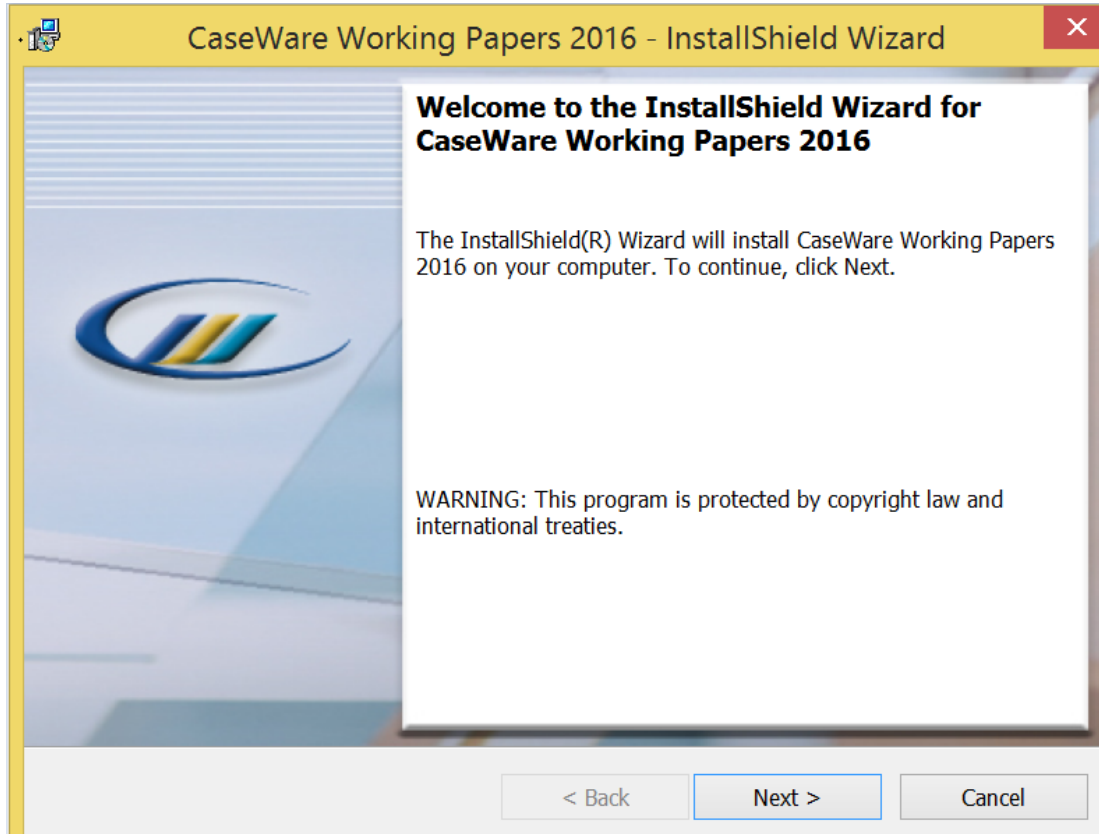 CaseWare Working Papers 2016 - InstallShield Wizard
Welcome to the InstallShield Wizard for
CaseWare Working Papers 2016
The InstallShield(R) Wizard will install CaseWare Working Papers
2016 on your computer. To continue, click Next.
WARNING: This program is protected by copyright law and
international treaties.
< Back
Next >
Cancel